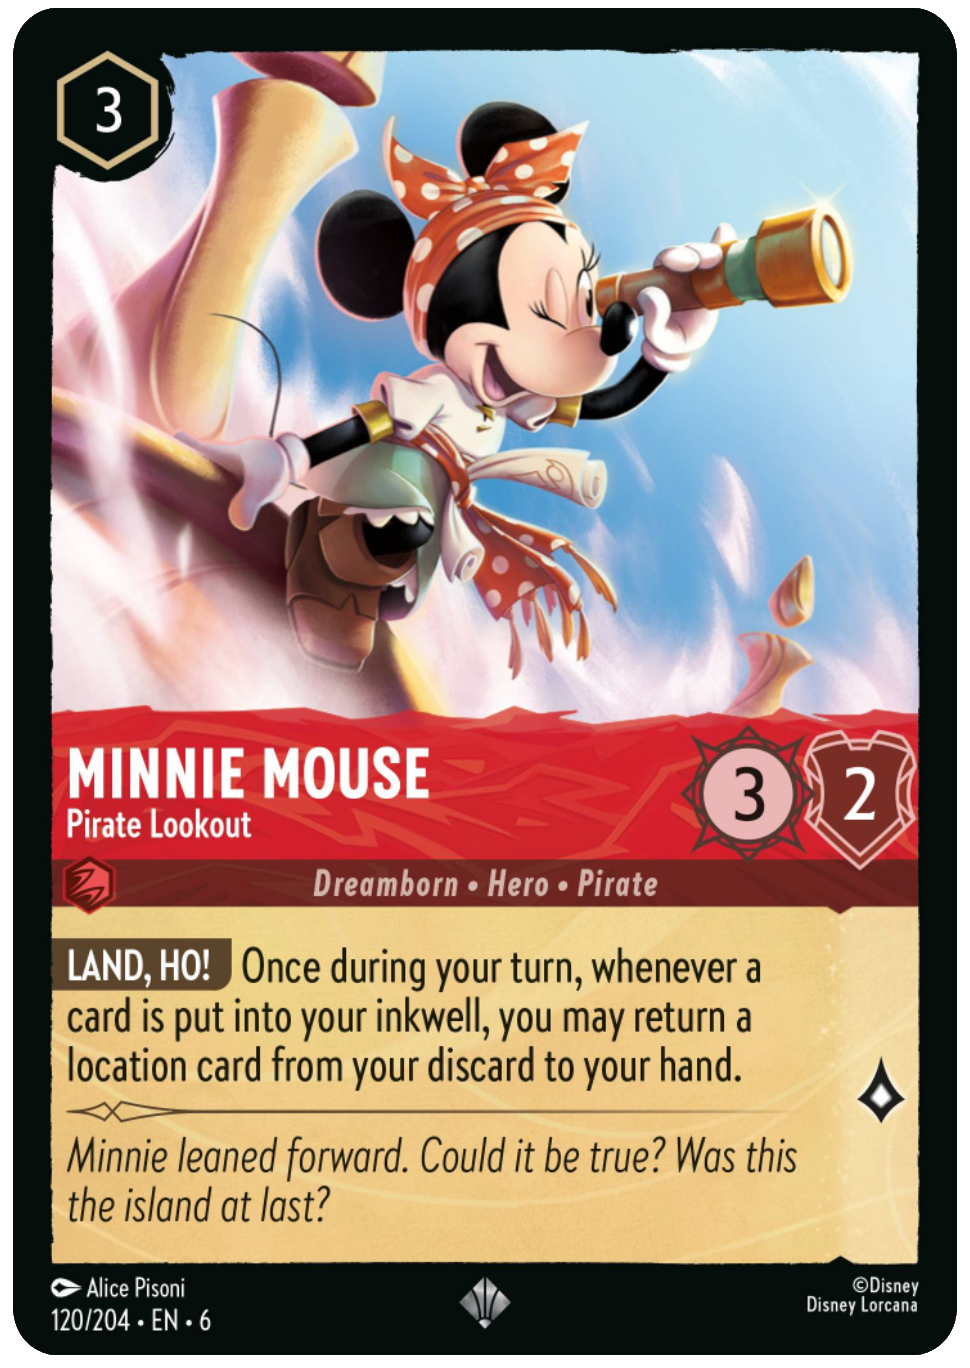 3
MINNIE MOUSE
Pirate Lookout
3
2
Dreamborn • Hero • Pirate
LAND, HO! Once during your turn, whenever a
card is put into your inkwell, you may return a
location card from your discard to your hand.
Minnie leaned forward. Could it be true? Was this
the island at last?
Alice Pisoni
120/204 • EN • 6
©Disney
Disney Lorcana